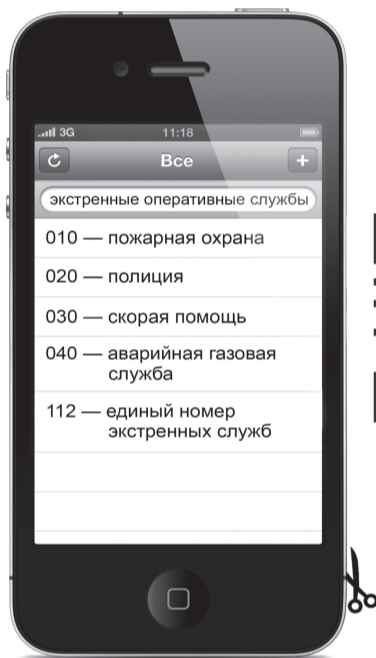 3G 11:18
Все +
экстренные оперативные службы
010 — пожарная охрана
020 — полиция
030 — скорая помощь
040 — аварийная газовая
служба
112 — единый номер
экстренных служб